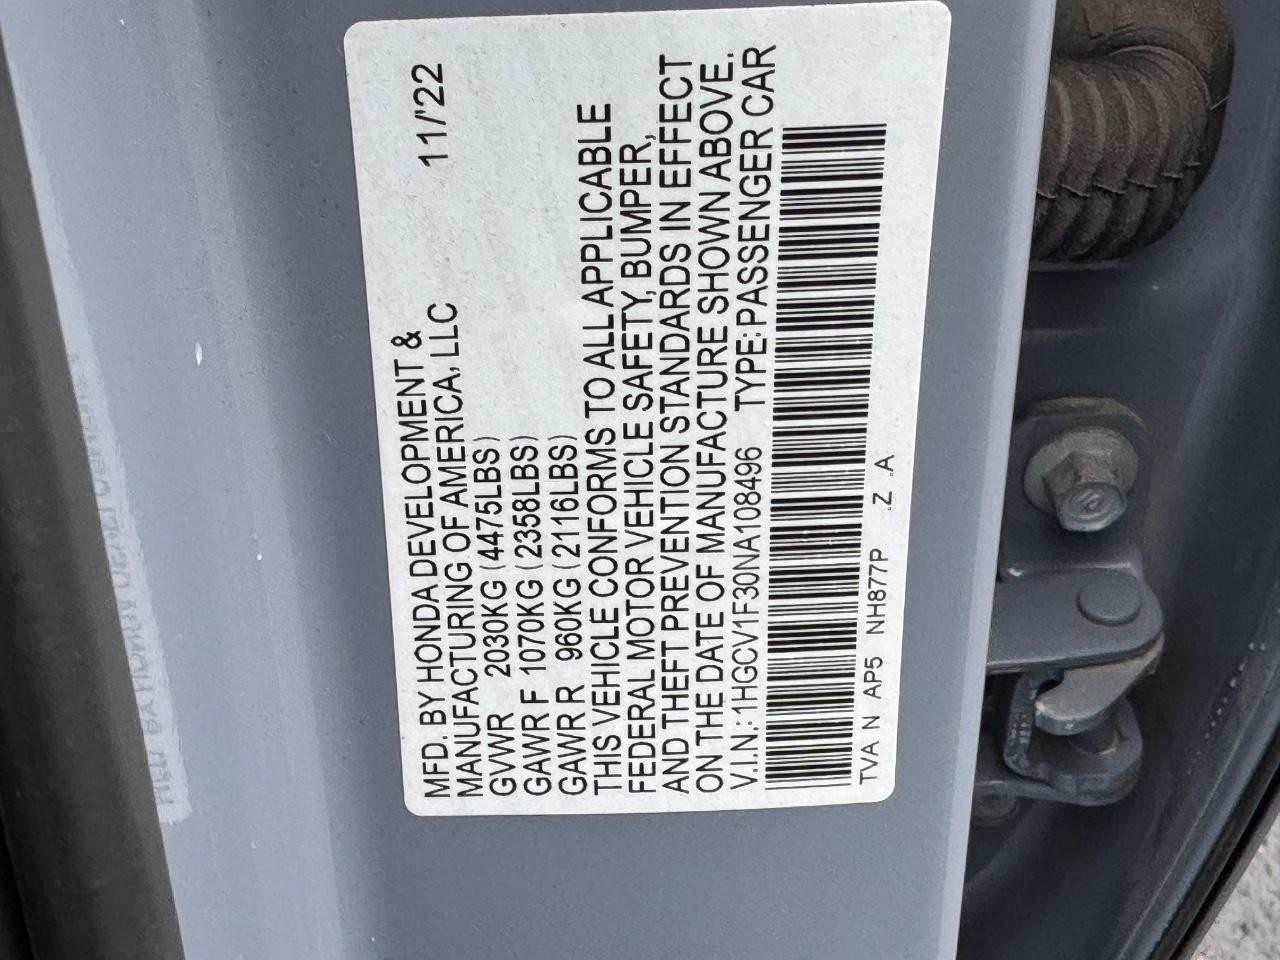 MFD. BY HONDA DEVELOPMENT & 11/'22
MANUFACTURING OF AMERICA, LLC
GVWR 2030KG (4475LBS)
GAWR F 1070KG (2358LBS)
GAWR R 960KG (2116LBS)
THIS VEHICLE CONFORMS TO ALL APPLICABLE
FEDERAL MOTOR VEHICLE SAFETY, BUMPER,
AND THEFT PREVENTION STANDARDS IN EFFECT
ON THE DATE OF MANUFACTURE SHOWN ABOVE.
V.I.N.: 1HGCV1F30NA108496 TYPE: PASSENGER CAR
TVA N AP5 NH877P .Z .A